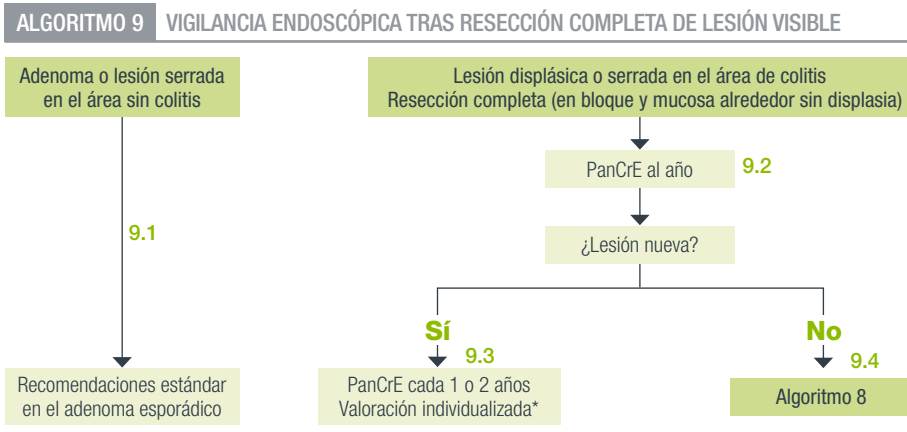 ALGORITMO 9 VIGILANCIA ENDOSCÓPICA TRAS RESECCIÓN COMPLETA DE LESIÓN VISIBLE
Adenoma o lesión serrada
en el área sin colitis
Lesión displásica o serrada en el área de colitis
Resección completa (en bloque y mucosa alrededor sin displasia)
PanCrE al año
9.2
9.1
¿Lesión nueva?
Sí
No
9.3
9.4
Recomendaciones estándar
en el adenoma esporádico
PanCrE cada 1 o 2 años
Valoración individualizada*
Algoritmo 8